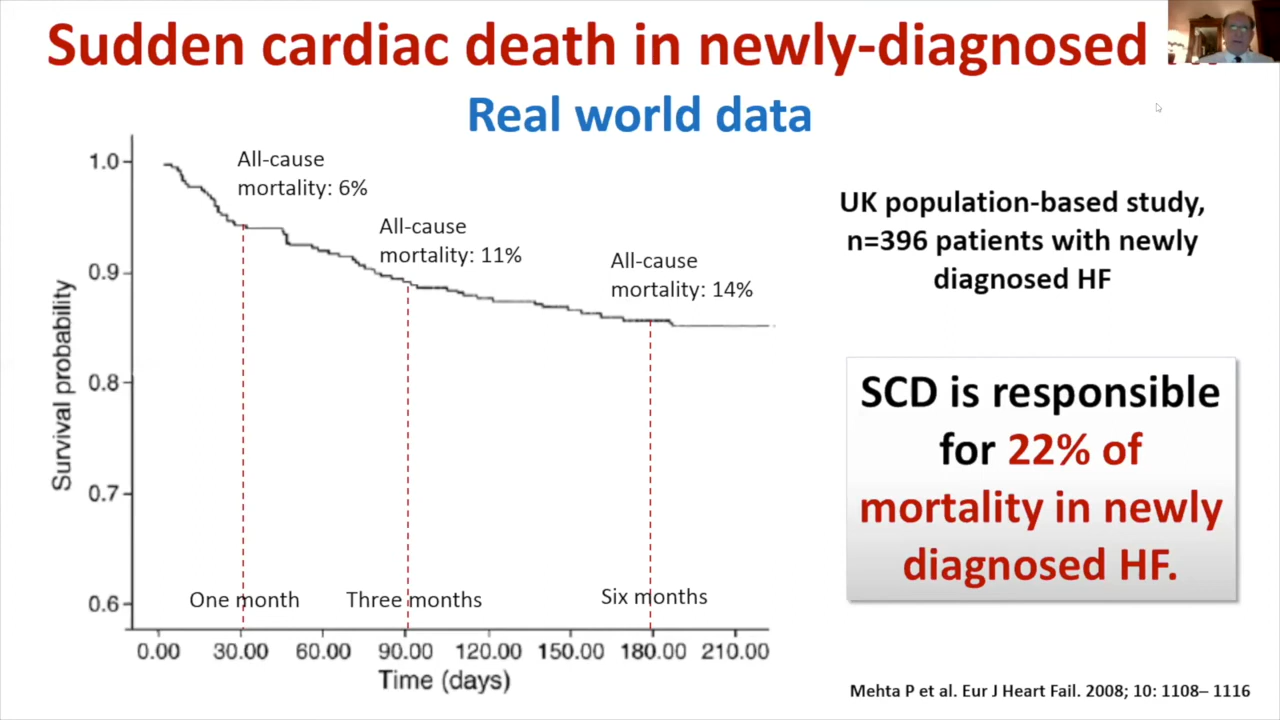 Sudden cardiac death in newly-diagnosed
Real world data
All-cause
mortality: 6%
All-cause
mortality: 11%
All-cause
mortality: 14%
UK population-based study,
n=396 patients with newly
diagnosed HF
SCD is responsible
for 22% of
mortality in newly
diagnosed HF.
Survival probability
1.0
0.9
0.8
0.7
0.6
One month
Three months
Six months
0.00 30.00 60.00 90.00 120.00 150.00 180.00 210.00
Time (days)
Mehta P et al. Eur J Heart Fail. 2008; 10: 1108– 1116